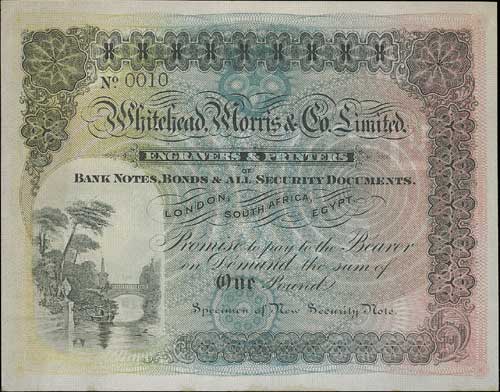 No 0010
Whitehead, Morris & Co. Limited.
ENGRAVERS & PRINTERS
OF
BANK NOTES, BONDS & ALL SECURITY DOCUMENTS.
LONDON, SOUTH AFRICA, EGYPT.
Promise to pay to the Bearer
on Demand the sum of
One Pound
Specimen of New Security Note.